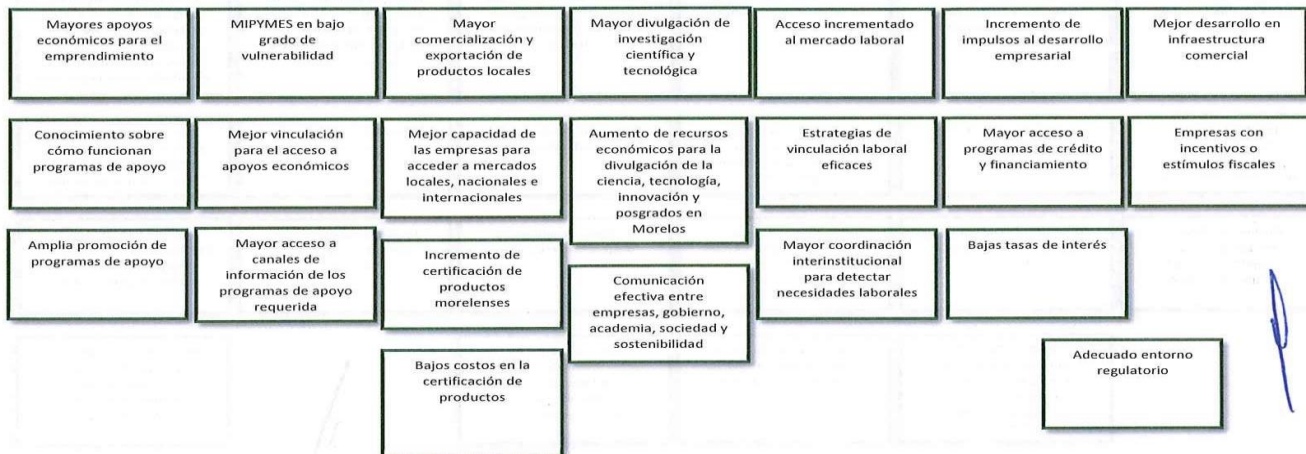 Mayores apoyos
económicos para el
emprendimiento
MIPYMES en bajo
grado de
vulnerabilidad
Mayor
comercialización y
exportación de
productos locales
Mayor divulgación de
investigación
científica y
tecnológica
Acceso incrementado
al mercado laboral
Incremento de
impulsos al desarrollo
empresarial
Mejor desarrollo en
infraestructura
comercial
Conocimiento sobre
cómo funcionan
programas de apoyo
Mejor vinculación
para el acceso a
apoyos económicos
Mejor capacidad de
las empresas para
acceder a mercados
locales, nacionales e
internacionales
Aumento de recursos
económicos para la
divulgación de la
ciencia, tecnología,
innovación y
posgrados en
Morelos
Estrategias de
vinculación laboral
eficaces
Mayor acceso a
programas de crédito
y financiamiento
Empresas con
incentivos o
estímulos fiscales
Amplia promoción de
programas de apoyo
Mayor acceso a
canales de
información de los
programas de apoyo
requerida
Incremento de
certificación de
productos
morelenses
Comunicación
efectiva entre
empresas, gobierno,
academia, sociedad y
sostenibilidad
Mayor coordinación
interinstitucional
para detectar
necesidades laborales
Bajas tasas de interés
Bajos costos en la
certificación de
productos
Adecuado entorno
regulatorio